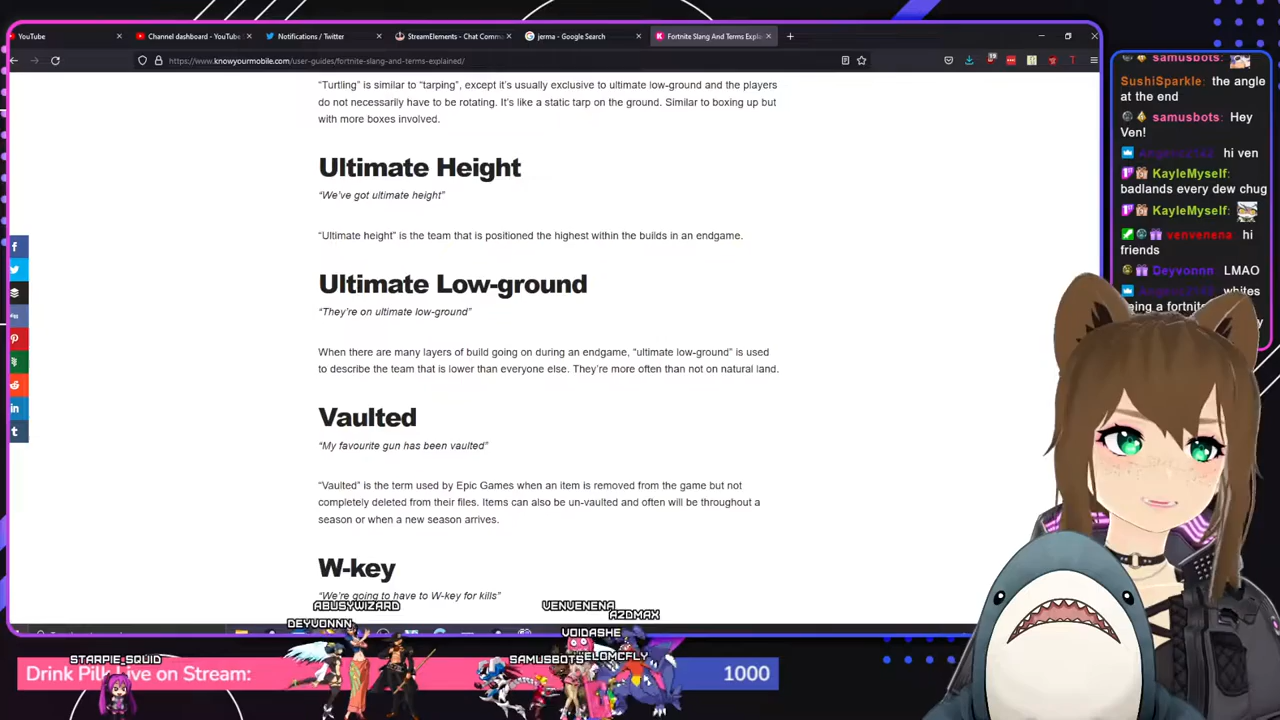 YouTube
Channel dashboard - YouTube
Notifications / Twitter
StreamElements - Chat Comm
jerma - Google Search
Fortnite Slang And Terms Expl
https://www.knowyourmobile.com/user-guides/fortnite-slang-and-terms-explained/
“Turtling” is similar to “tarping”, except it’s usually exclusive to ultimate low-ground and the players
do not necessarily have to be rotating. It’s like a static tarp on the ground. Similar to boxing up but
with more boxes involved.
Ultimate Height
“We’ve got ultimate height”
“Ultimate height” is the team that is positioned the highest within the builds in an endgame.
Ultimate Low-ground
“They’re on ultimate low-ground”
When there are many layers of build going on during an endgame, “ultimate low-ground” is used
to describe the team that is lower than everyone else. They’re more often than not on natural land.
Vaulted
“My favourite gun has been vaulted”
“Vaulted” is the term used by Epic Games when an item is removed from the game but not
completely deleted from their files. Items can also be un-vaulted and often will be throughout a
season or when a new season arrives.
W-key
“We’re going to have to W-key for kills”
samusbots:
SushiSparkle: the angle
at the end
samusbots: Hey
Ven!
hi ven
KayleMyself:
badlands every dew chug
KayleMyself:
venvenena: hi
friends
Deyvonnn: LMAO
whites
ABUSYWIZARD
DEYVONNN
VENVENENA
AZDMAX
VOIDASHE
STARPIE_SQUID
SAMUSBOTS
ELOMCFLY
Drink Pilk Live on Stream:
1000